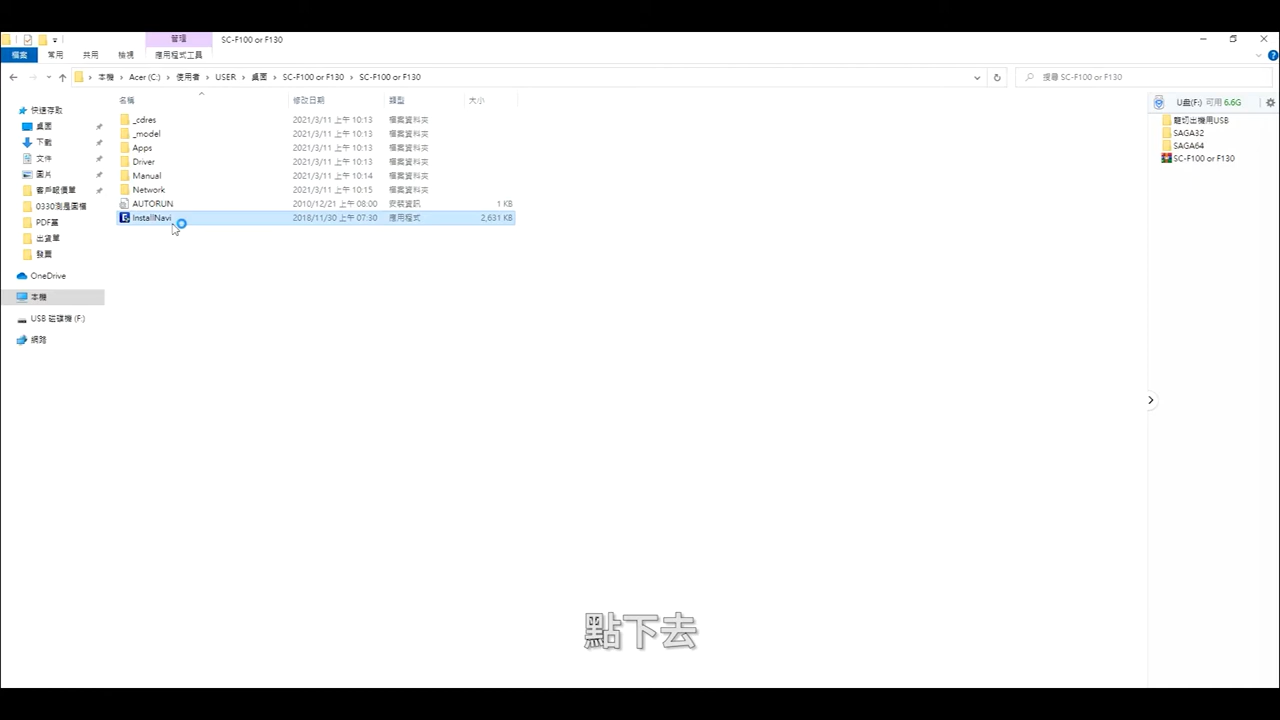 管理
SC-F100 or F130
檔案
常用
共用
檢視
應用程式工具
本機 › Acer (C:) › 使用者 › USER › 桌面 › SC-F100 or F130 › SC-F100 or F130
搜尋 SC-F100 or F130
名稱 修改日期 類型 大小
_cdres 2021/3/11 上午 10:13 檔案資料夾
_model 2021/3/11 上午 10:13 檔案資料夾
Apps 2021/3/11 上午 10:13 檔案資料夾
Driver 2021/3/11 上午 10:13 檔案資料夾
Manual 2021/3/11 上午 10:14 檔案資料夾
Network 2021/3/11 上午 10:15 檔案資料夾
AUTORUN 2010/12/21 上午 08:00 安裝資訊 1 KB
InstallNavi 2018/11/30 上午 07:30 應用程式 2,631 KB
快速存取
桌面
下載
文件
圖片
客戶報價單
PDF蓋
出貨單
發票
OneDrive
本機
USB 磁碟機 (F:)
網路
U盘(F:) 可用 6.6G
SAGA32
SAGA64
SC-F100 or F130
點下去